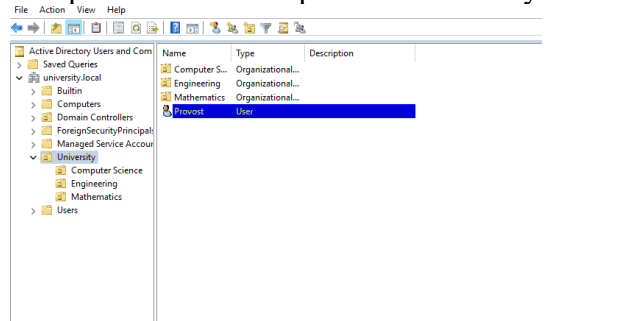 File Action View Help
Active Directory Users and Com
Saved Queries
university.local
Builtin
Computers
Domain Controllers
ForeignSecurityPrincipals
Managed Service Accour
University
Computer Science
Engineering
Mathematics
Users
Name Type Description
Computer S... Organizational...
Engineering Organizational...
Mathematics Organizational...
Provost User